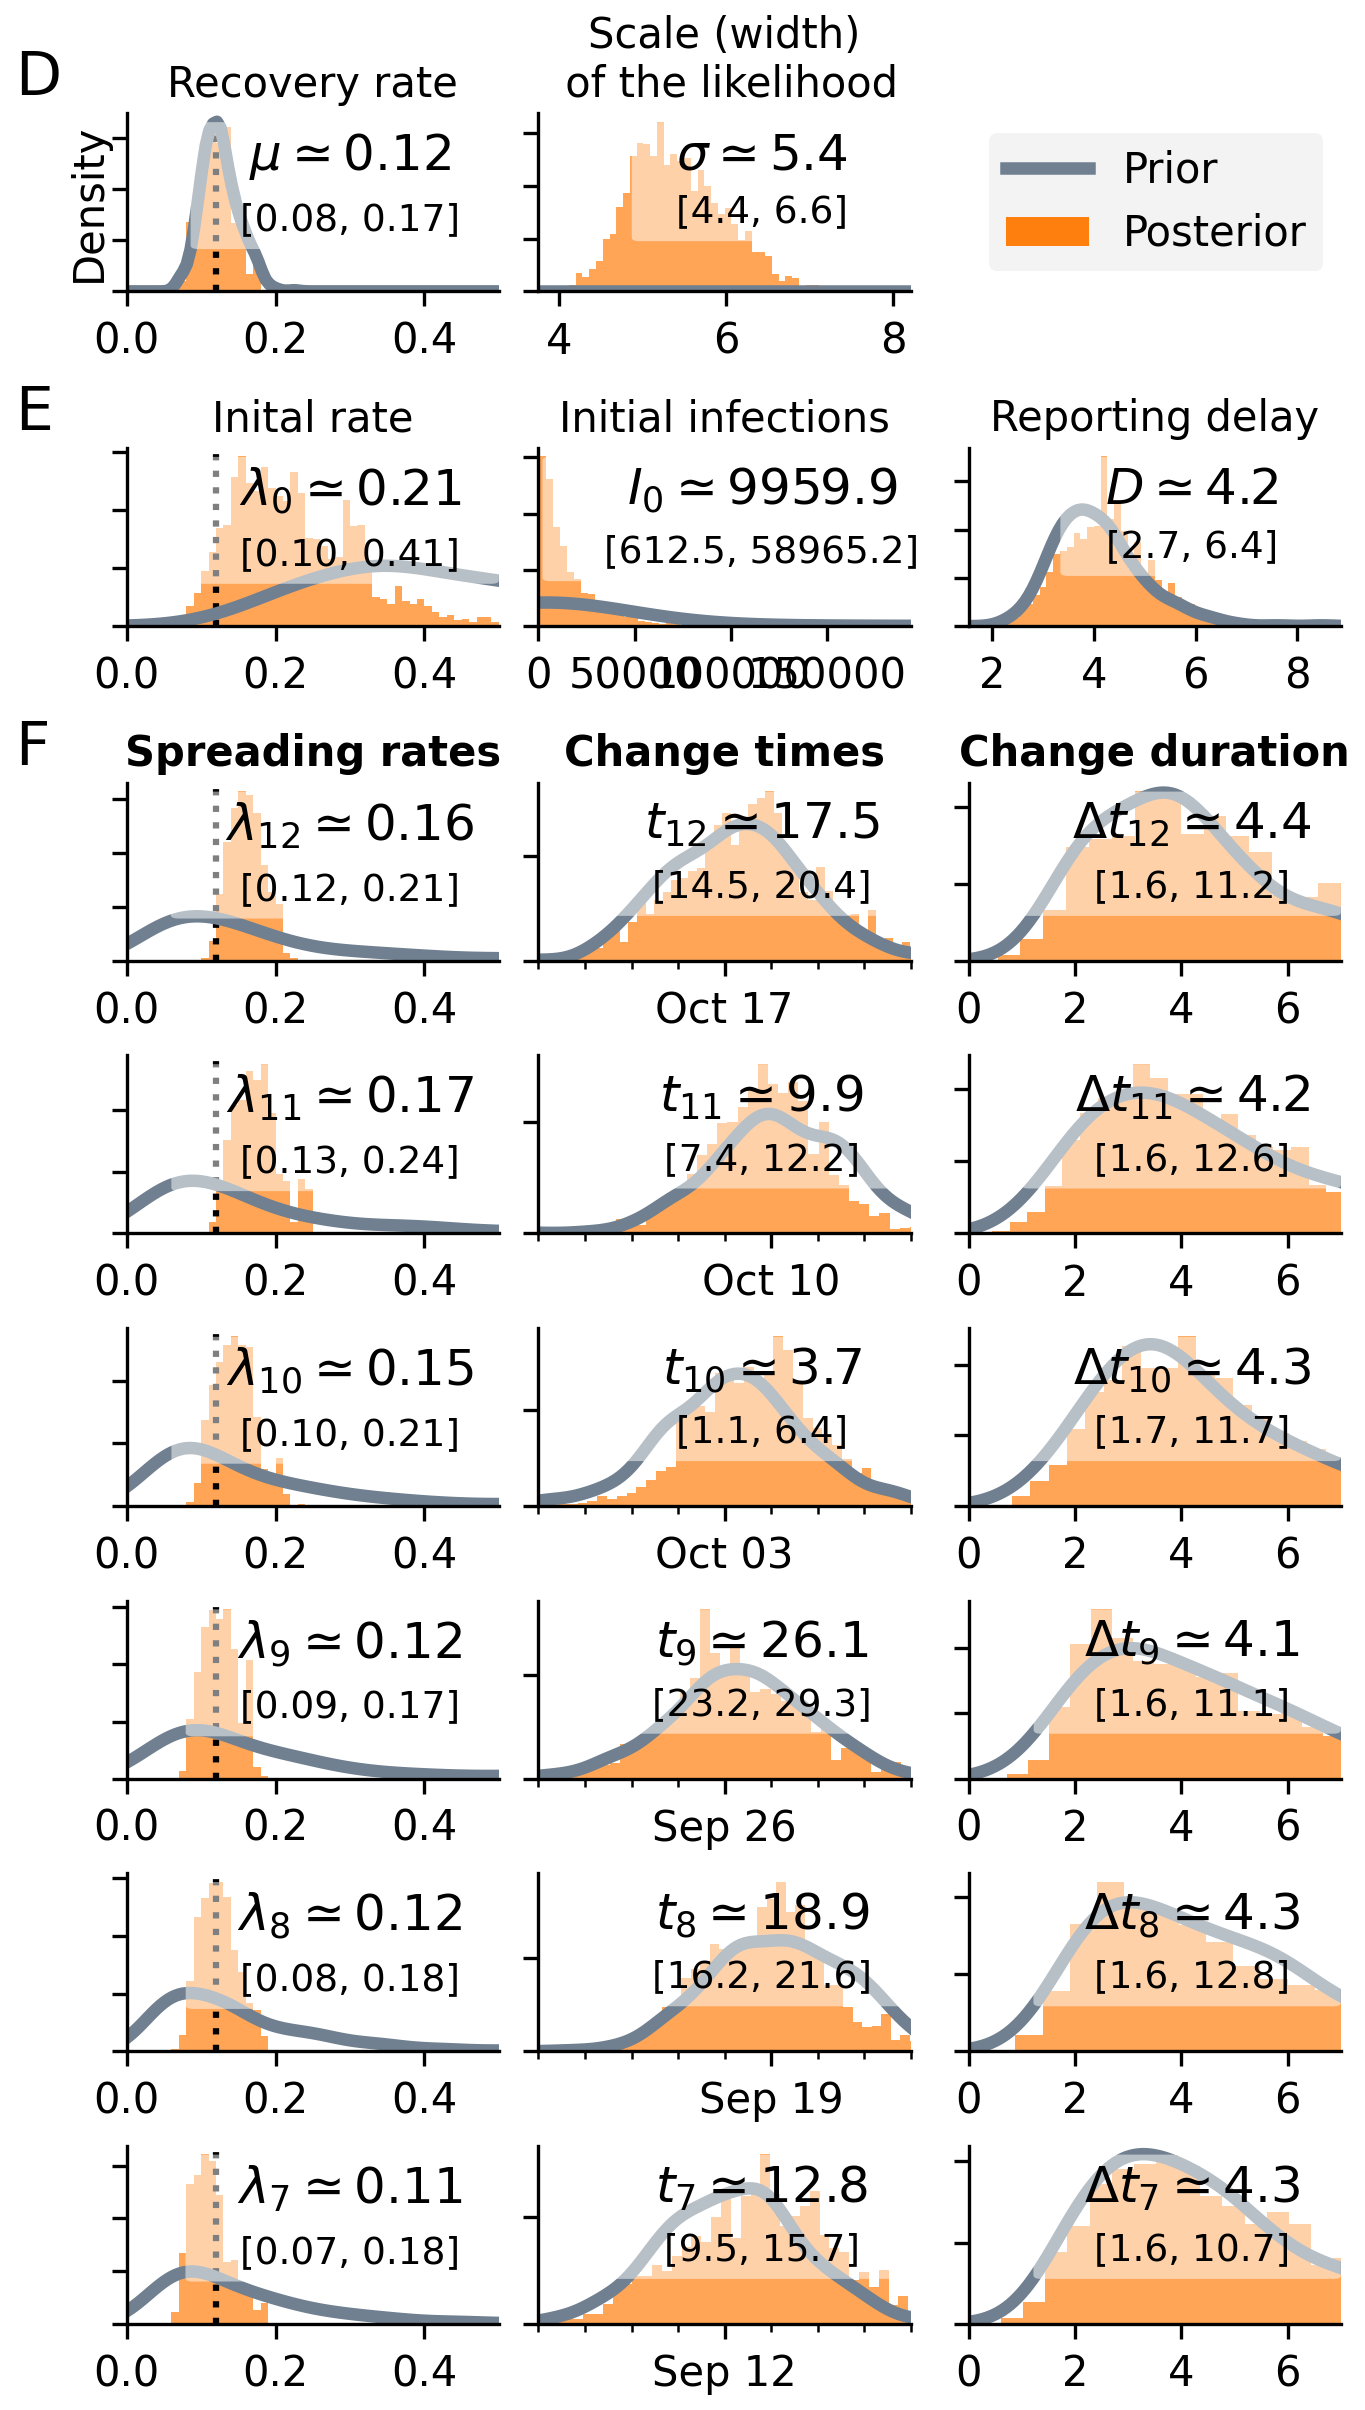 D
Recovery rate
Scale (width)
of the likelihood
Density
μ ≃ 0.12
[0.08, 0.17]
0.0 0.2 0.4
σ ≃ 5.4
[4.4, 6.6]
4 6 8
Prior
Posterior
E
Inital rate
λ0 ≃ 0.21
[0.10, 0.41]
0.0 0.2 0.4
Initial infections
I0 ≃ 9959.9
[612.5, 58965.2]
0 50000 100000 150000
Reporting delay
D ≃ 4.2
[2.7, 6.4]
2 4 6 8
F
Spreading rates
Change times
Change duration
λ12 ≃ 0.16
[0.12, 0.21]
0.0 0.2 0.4
t12 ≃ 17.5
[14.5, 20.4]
Oct 17
Δt12 ≃ 4.4
[1.6, 11.2]
0 2 4 6
λ11 ≃ 0.17
[0.13, 0.24]
0.0 0.2 0.4
t11 ≃ 9.9
[7.4, 12.2]
Oct 10
Δt11 ≃ 4.2
[1.6, 12.6]
0 2 4 6
λ10 ≃ 0.15
[0.10, 0.21]
0.0 0.2 0.4
t10 ≃ 3.7
[1.1, 6.4]
Oct 03
Δt10 ≃ 4.3
[1.7, 11.7]
0 2 4 6
λ9 ≃ 0.12
[0.09, 0.17]
0.0 0.2 0.4
t9 ≃ 26.1
[23.2, 29.3]
Sep 26
Δt9 ≃ 4.1
[1.6, 11.1]
0 2 4 6
λ8 ≃ 0.12
[0.08, 0.18]
0.0 0.2 0.4
t8 ≃ 18.9
[16.2, 21.6]
Sep 19
Δt8 ≃ 4.3
[1.6, 12.8]
0 2 4 6
λ7 ≃ 0.11
[0.07, 0.18]
0.0 0.2 0.4
t7 ≃ 12.8
[9.5, 15.7]
Sep 12
Δt7 ≃ 4.3
[1.6, 10.7]
0 2 4 6